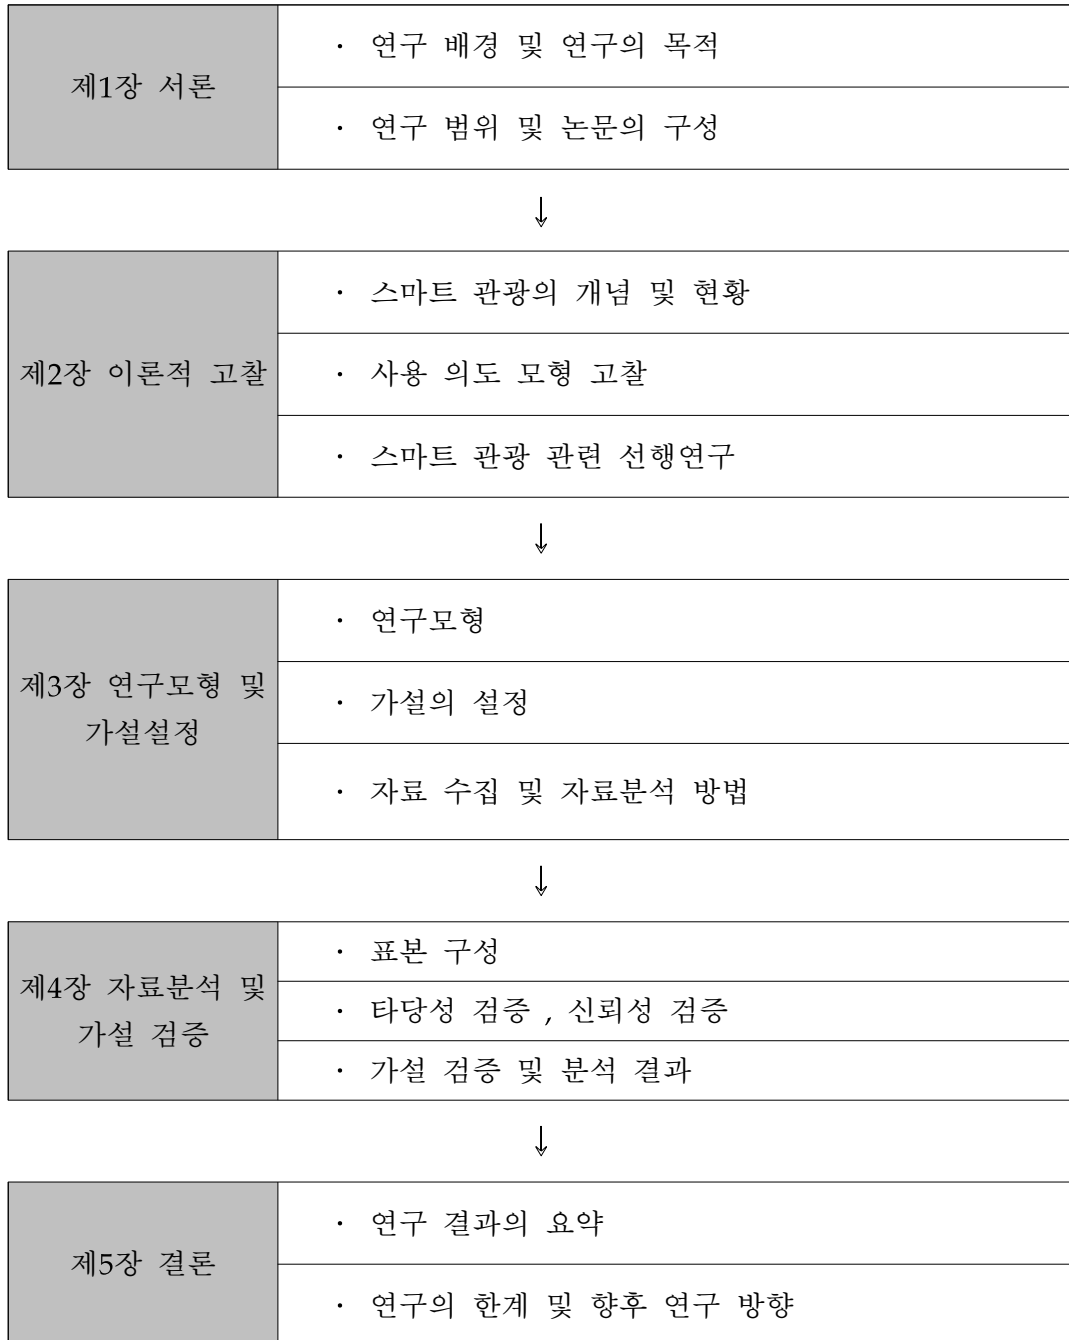 제1장 서론
· 연구 배경 및 연구의 목적
· 연구 범위 및 논문의 구성
↓
제2장 이론적 고찰
· 스마트 관광의 개념 및 현황
· 사용 의도 모형 고찰
· 스마트 관광 관련 선행연구
↓
제3장 연구모형 및
가설설정
· 연구모형
· 가설의 설정
· 자료 수집 및 자료분석 방법
↓
제4장 자료분석 및
가설 검증
· 표본 구성
· 타당성 검증 , 신뢰성 검증
· 가설 검증 및 분석 결과
↓
제5장 결론
· 연구 결과의 요약
· 연구의 한계 및 향후 연구 방향